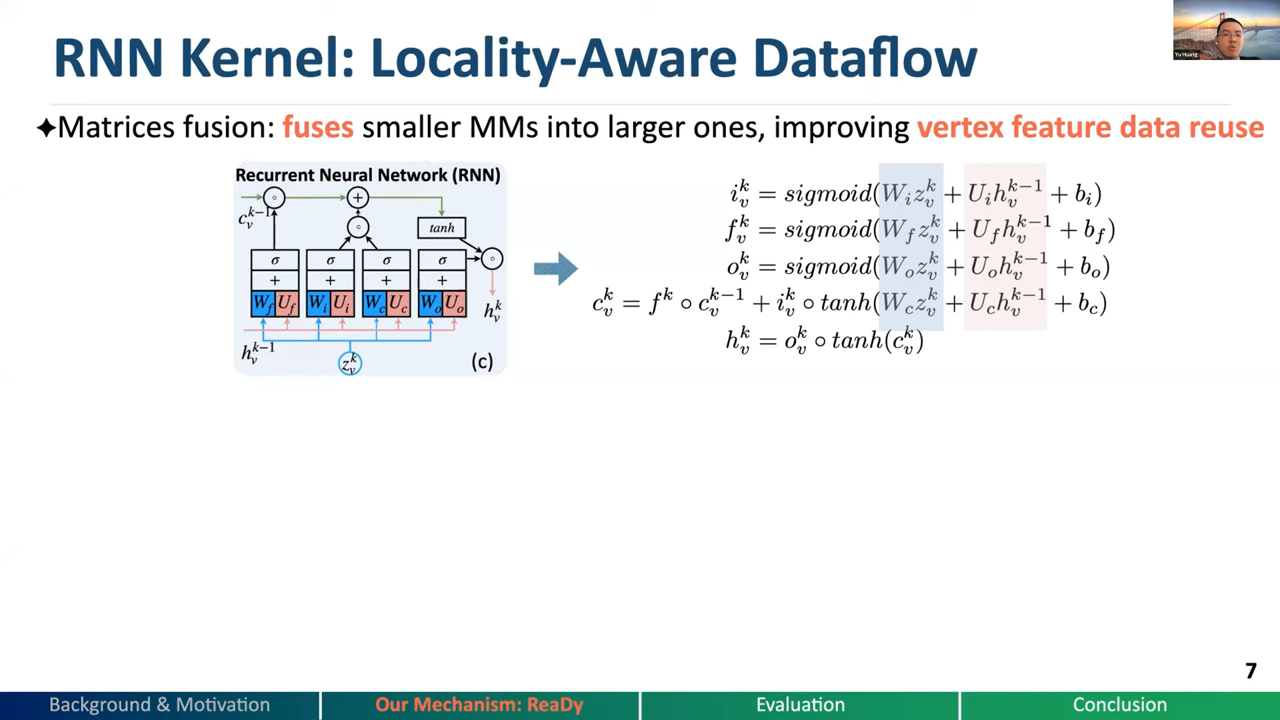 RNN Kernel: Locality-Aware Dataflow
Yu Huang
✦Matrices fusion: fuses smaller MMs into larger ones, improving vertex feature data reuse
Recurrent Neural Network (RNN)
c_v^{k-1}
∘ + ∘ tanh ∘
σ σ σ σ
+ + + +
W_f U_f W_i U_i W_c U_c W_o U_o
h_v^k
h_v^{k-1}
z_v^k
(c)
i_v^k = sigmoid(W_i z_v^k + U_i h_v^{k-1} + b_i)
f_v^k = sigmoid(W_f z_v^k + U_f h_v^{k-1} + b_f)
o_v^k = sigmoid(W_o z_v^k + U_o h_v^{k-1} + b_o)
c_v^k = f^k ∘ c_v^{k-1} + i_v^k ∘ tanh(W_c z_v^k + U_c h_v^{k-1} + b_c)
h_v^k = o_v^k ∘ tanh(c_v^k)
7
Background & Motivation
Our Mechanism: ReaDy
Evaluation
Conclusion